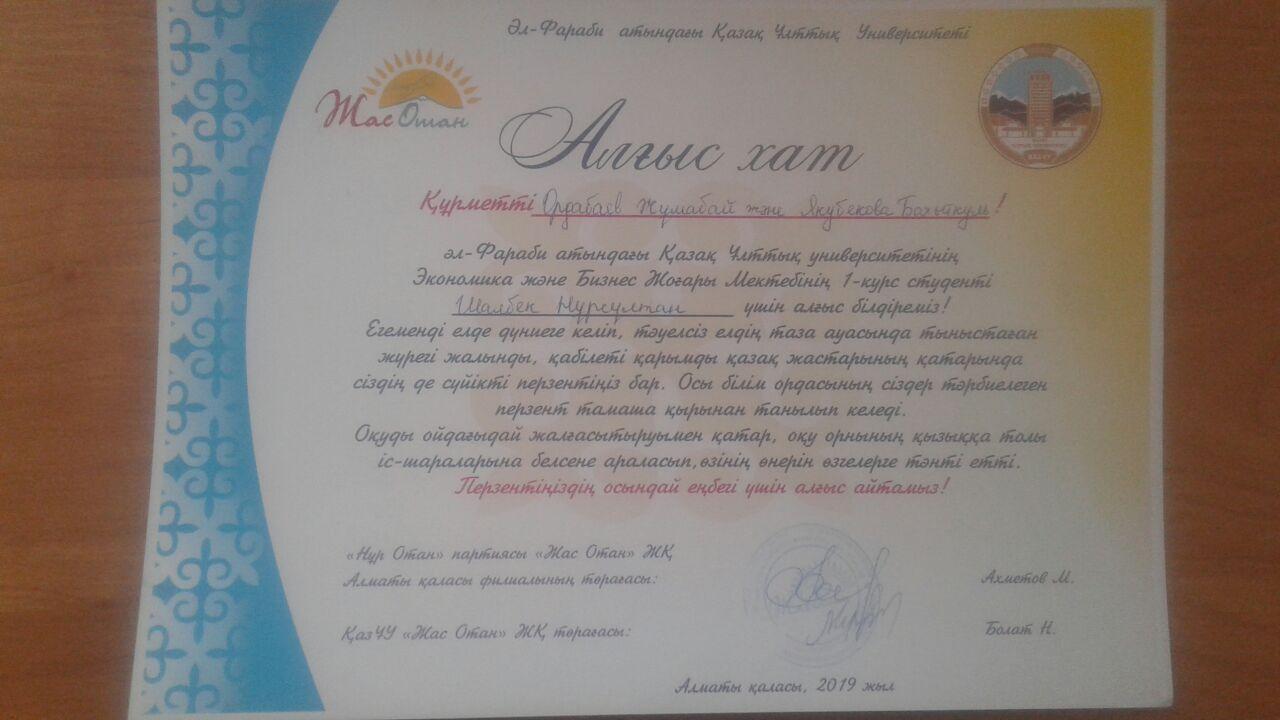 Әл-Фараби атындағы Қазақ Ұлттық Университеті
Жас Отан
Алғыс хат
Құрметті Ордабаев Жұмабай және Якубекова Бахыткуль!
әл-Фараби атындағы Қазақ Ұлттық университетінің
Экономика және Бизнес Жоғары Мектебінің 1-курс студенті
Шалбек Нұрсұлтан үшін алғыс білдіреміз!
Егеменді елде дүниеге келіп, тәуелсіз елдің таза ауасында тыныстаған
жүрегі жалынды, қабілеті қарымды қазақ жастарының қатарында
сіздің де сүйікті перзентіңіз бар. Осы білім ордасының сіздер тәрбиелеген
перзент тамаша қырынан танылып келеді.
Оқуды ойдағыдай жалғасытыруымен қатар, оқу орнының қызыққа толы
іс-шараларына белсене араласып,өзінің өнерін өзгелерге тәнті етті.
Перзентіңіздің осындай еңбегі үшін алғыс айтамыз!
«Нұр Отан» партиясы «Жас Отан» ЖҚ
Алматы қаласы филиалының төрағасы:
Ахметов М.
ҚазҰУ «Жас Отан» ЖҚ төрағасы:
Болат Н.
Алматы қаласы, 2019 жыл